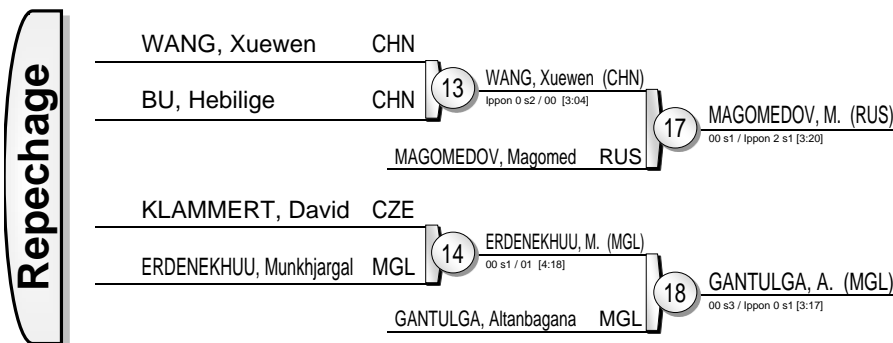 Repechage
WANG, Xuewen CHN
BU, Hebilige CHN
13
WANG, Xuewen (CHN)
Ippon 0 s2 / 00 [3:04]
MAGOMEDOV, Magomed RUS
17
MAGOMEDOV, M. (RUS)
00 s1 / Ippon 2 s1 [3:20]
KLAMMERT, David CZE
ERDENEKHUU, Munkhjargal MGL
14
ERDENEKHUU, M. (MGL)
00 s1 / 01 [4:18]
GANTULGA, Altanbagana MGL
18
GANTULGA, A. (MGL)
00 s3 / Ippon 0 s1 [3:17]